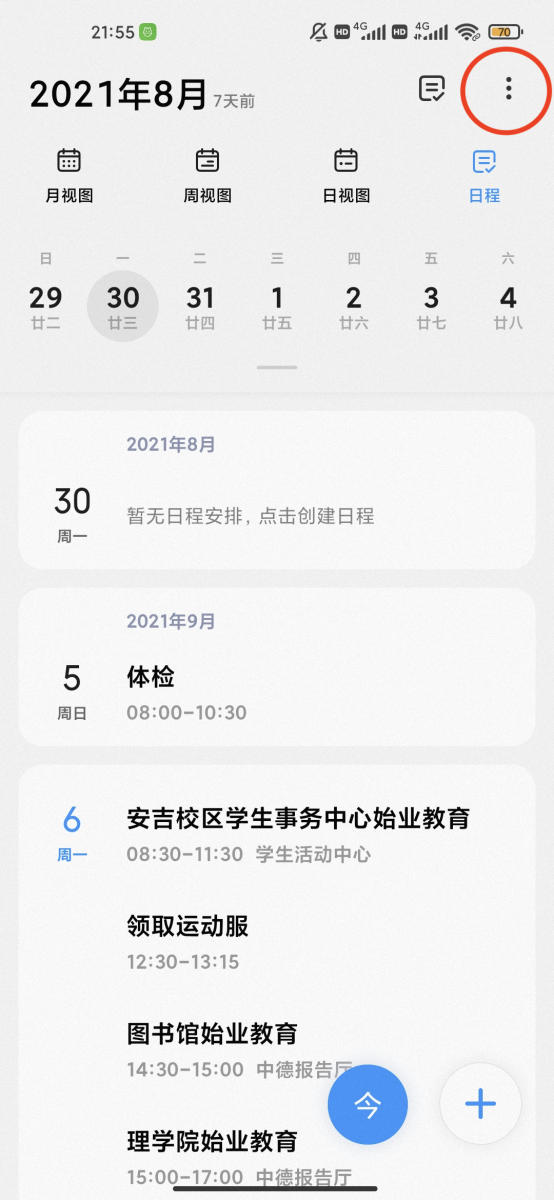 21:55 HD 4G HD 4G 70
2021年8月 7天前
月视图 周视图 日视图 日程
日 一 二 三 四 五 六
29 30 31 1 2 3 4
廿二 廿三 廿四 廿五 廿六 廿七 廿八
2021年8月
30
周一
暂无日程安排，点击创建日程
2021年9月
5
周日
体检
08:00-10:30
6
周一
安吉校区学生事务中心始业教育
08:30-11:30 学生活动中心
领取运动服
12:30-13:15
图书馆始业教育
14:30-15:00 中德报告厅
今
理学院始业教育
15:00-17:00 中德报告厅